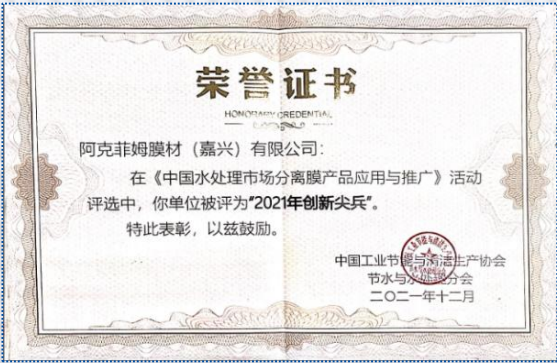 荣誉证书
HONORARY CREDENTIAL
阿克菲姆膜材（嘉兴）有限公司：
在《中国水处理市场分离膜产品应用与推广》活动
评选中，你单位被评为“2021年创新尖兵”。
特此表彰，以兹鼓励。
中国工业节能与清洁生产协会
节水与水处理分会
二〇二一年十二月